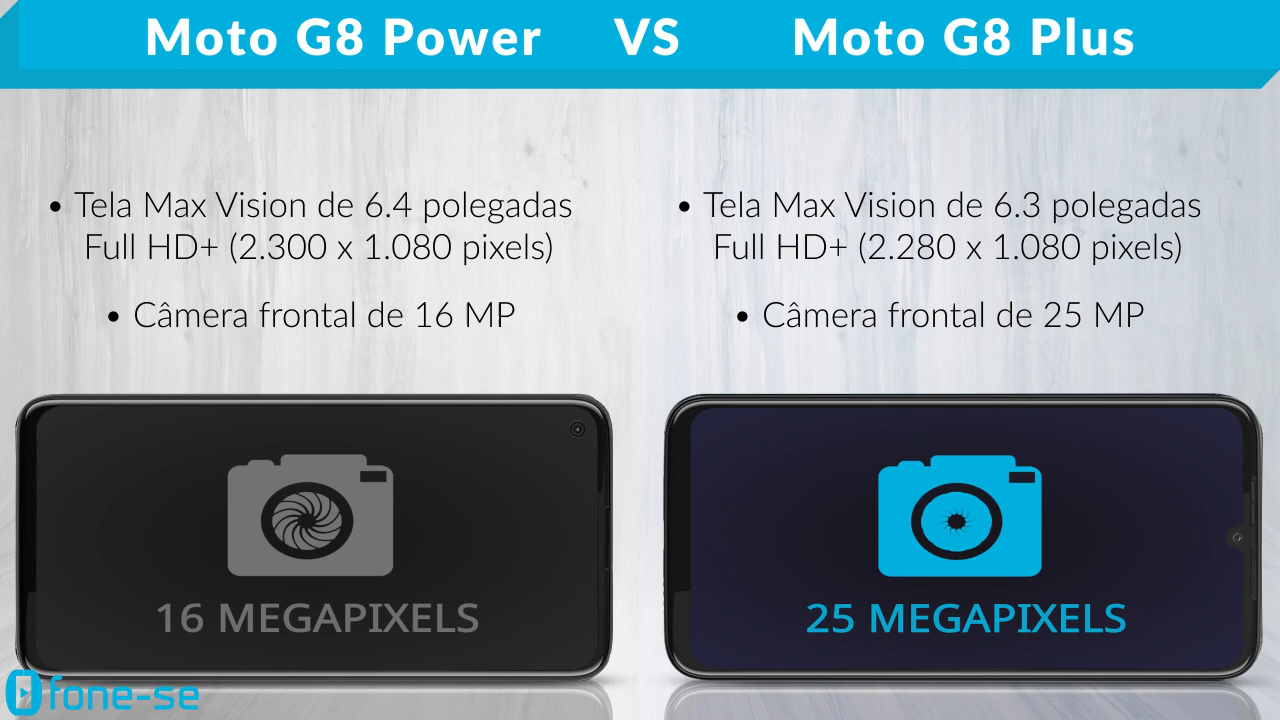 Moto G8 Power VS Moto G8 Plus
• Tela Max Vision de 6.4 polegadas
Full HD+ (2.300 x 1.080 pixels)
• Câmera frontal de 16 MP
• Tela Max Vision de 6.3 polegadas
Full HD+ (2.280 x 1.080 pixels)
• Câmera frontal de 25 MP
16 MEGAPIXELS
25 MEGAPIXELS
fone-se